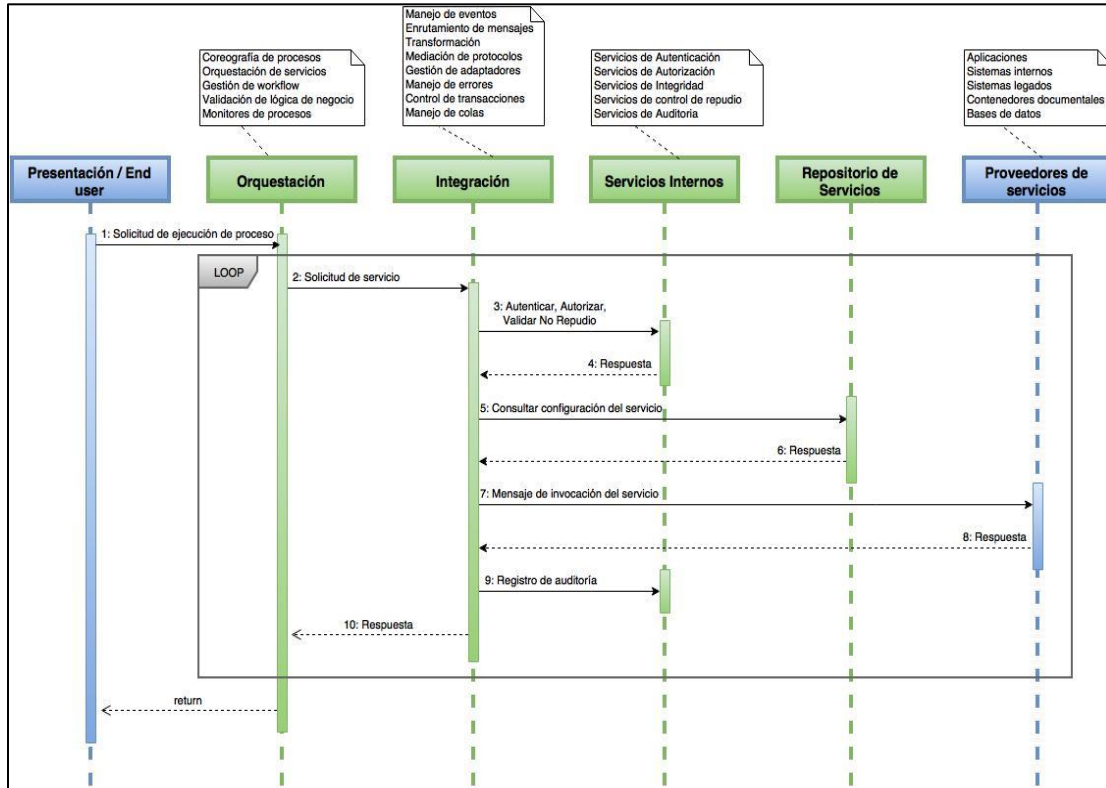 Coreografía de procesos
Orquestación de servicios
Gestión de workflow
Validación de lógica de negocio
Monitores de procesos
Manejo de eventos
Enrutamiento de mensajes
Transformación
Mediación de protocolos
Gestión de adaptadores
Manejo de errores
Control de transacciones
Manejo de colas
Servicios de Autenticación
Servicios de Autorización
Servicios de Integridad
Servicios de control de repudio
Servicios de Auditoria
Aplicaciones
Sistemas internos
Sistemas legados
Contenedores documentales
Bases de datos
Presentación / End
user
Orquestación
Integración
Servicios Internos
Repositorio de
Servicios
Proveedores de
servicios
1: Solicitud de ejecución de proceso
LOOP
2: Solicitud de servicio
3: Autenticar, Autorizar,
Validar No Repudio
4: Respuesta
5: Consultar configuración del servicio
6: Respuesta
7: Mensaje de invocación del servicio
8: Respuesta
9: Registro de auditoría
10: Respuesta
return